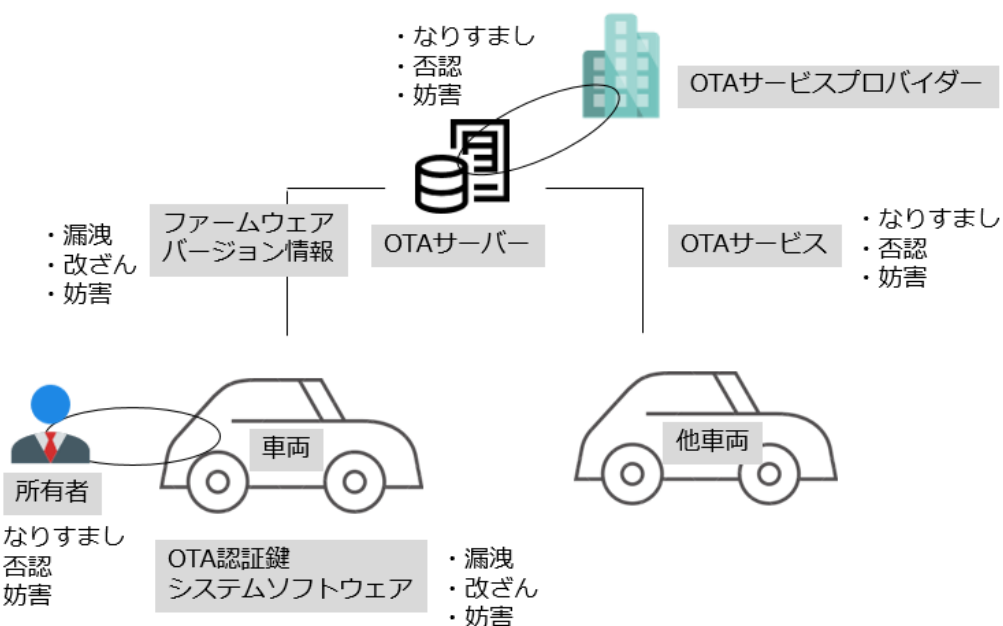 ・なりすまし
・否認
・妨害
OTAサービスプロバイダー
・漏洩
・改ざん
・妨害
ファームウェア
バージョン情報
OTAサーバー
OTAサービス
・なりすまし
・否認
・妨害
車両
他車両
所有者
なりすまし
否認
妨害
OTA認証鍵
システムソフトウェア
・漏洩
・改ざん
・妨害